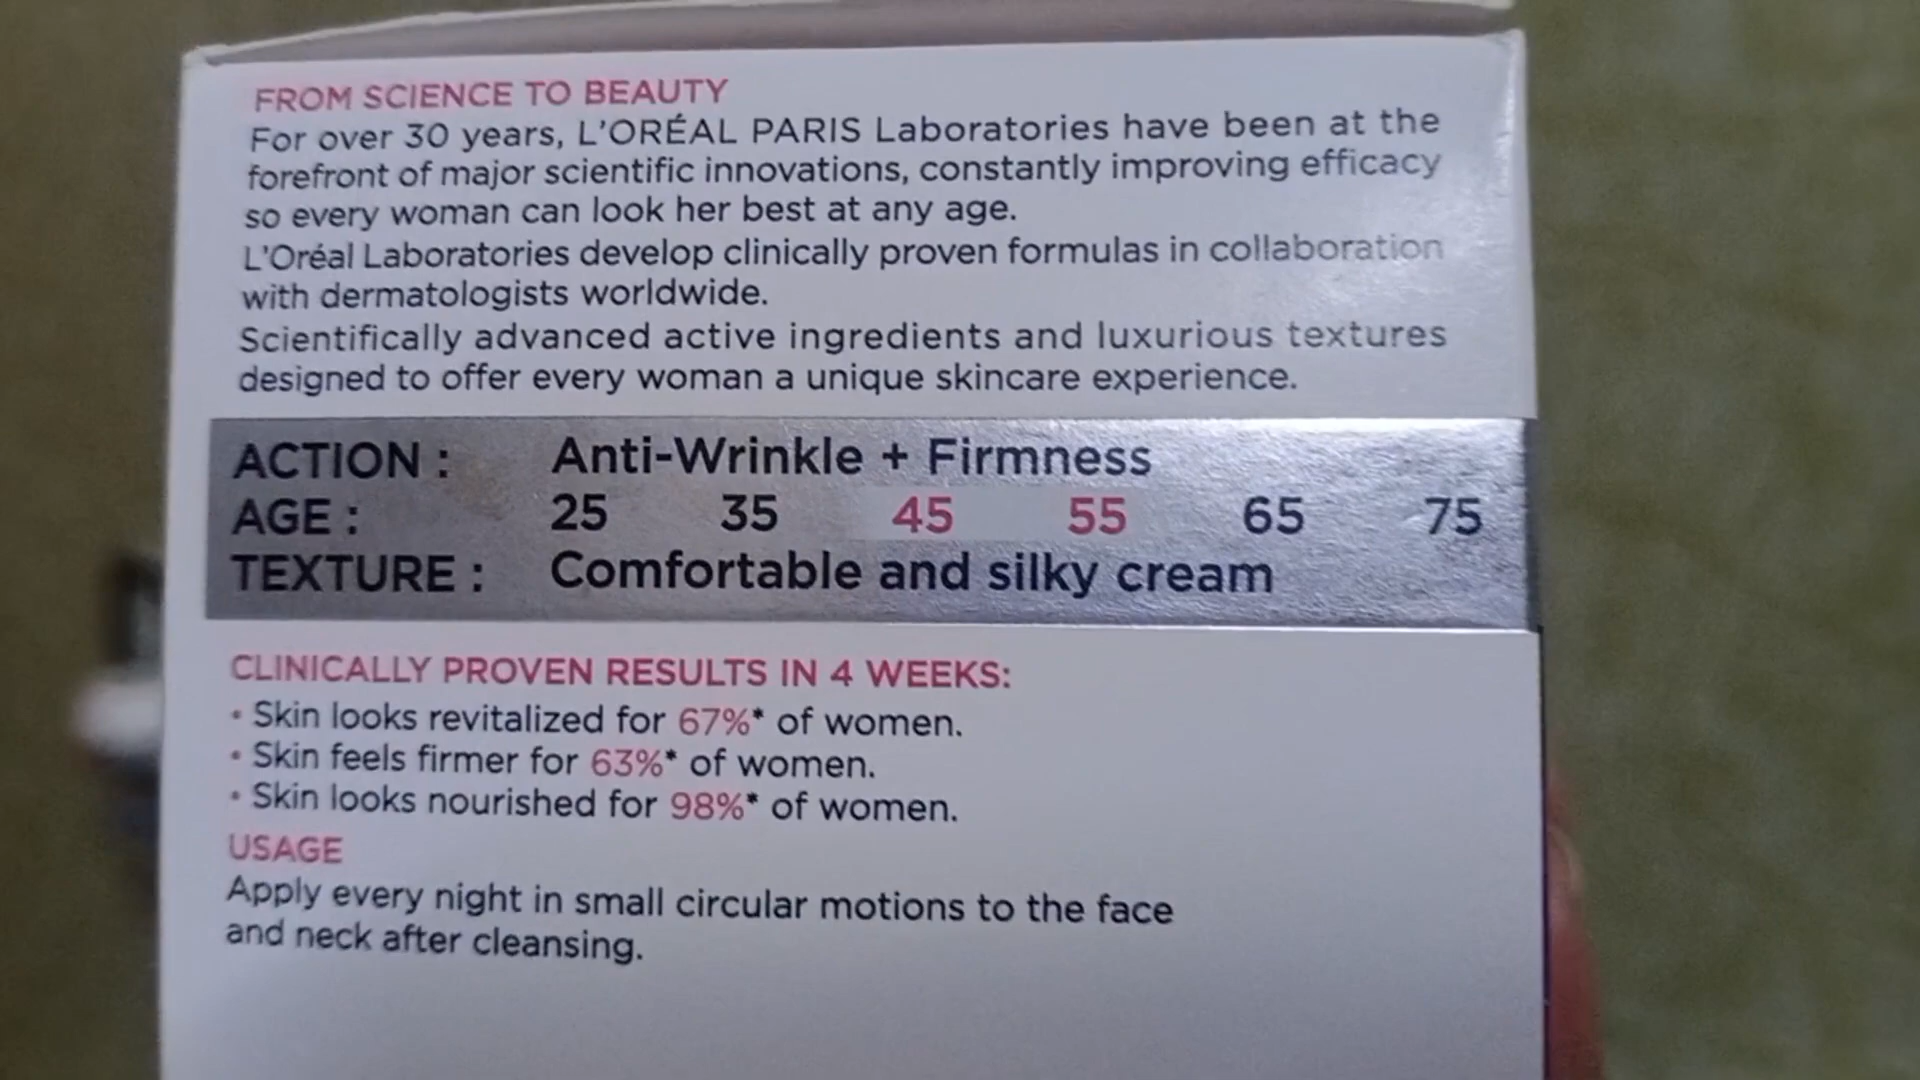 FROM SCIENCE TO BEAUTY
For over 30 years, L'ORÉAL PARIS Laboratories have been at the
forefront of major scientific innovations, constantly improving efficacy
so every woman can look her best at any age.
L'Oréal Laboratories develop clinically proven formulas in collaboration
with dermatologists worldwide.
Scientifically advanced active ingredients and luxurious textures
designed to offer every woman a unique skincare experience.
ACTION : Anti-Wrinkle + Firmness
AGE : 25 35 45 55 65 75
TEXTURE : Comfortable and silky cream
CLINICALLY PROVEN RESULTS IN 4 WEEKS:
• Skin looks revitalized for 67%* of women.
• Skin feels firmer for 63%* of women.
• Skin looks nourished for 98%* of women.
USAGE
Apply every night in small circular motions to the face
and neck after cleansing.